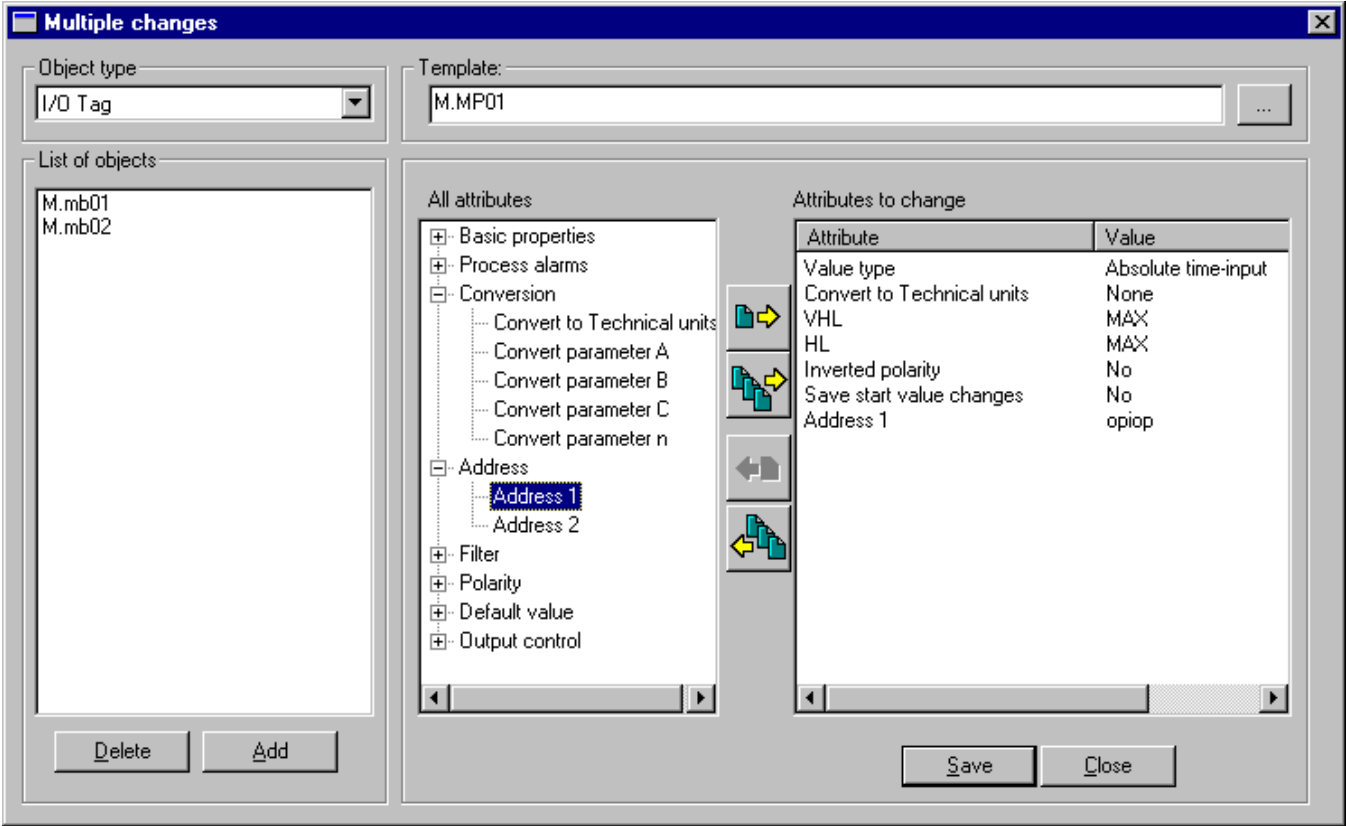 Multiple changes
Object type
I/O Tag
Template:
M.MP01
...
List of objects
M.mb01
M.mb02
Delete
Add
All attributes
Basic properties
Process alarms
Conversion
Convert to Technical units
Convert parameter A
Convert parameter B
Convert parameter C
Convert parameter n
Address
Address 1
Address 2
Filter
Polarity
Default value
Output control
Attributes to change
Attribute Value
Value type Absolute time-input
Convert to Technical units None
VHL MAX
HL MAX
Inverted polarity No
Save start value changes No
Address 1 opiop
Save
Close